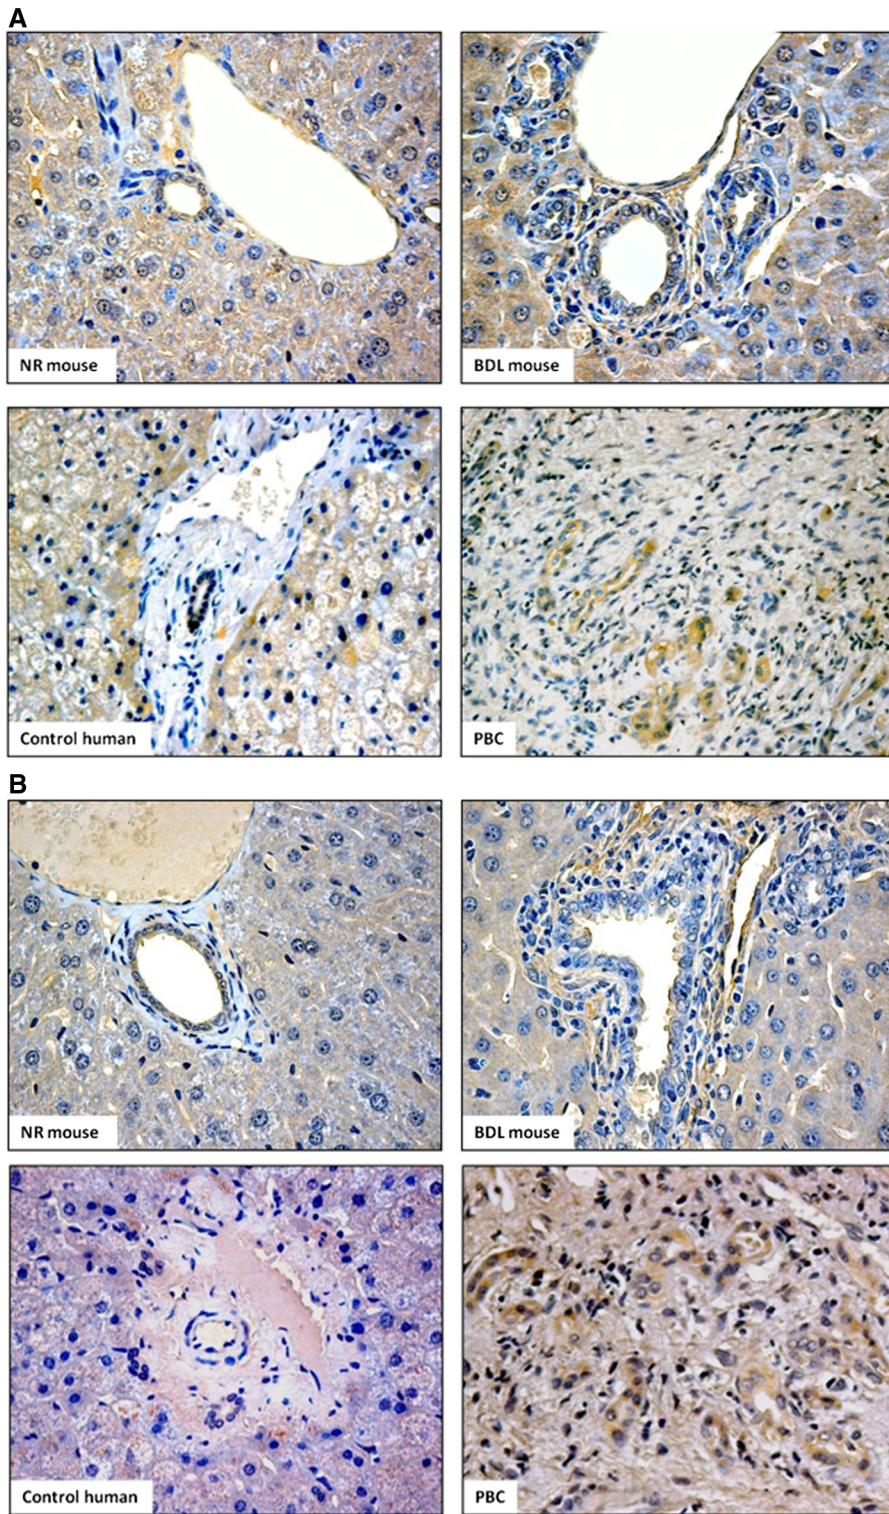 A
NR mouse
BDL mouse
Control human
PBC
B
NR mouse
BDL mouse
Control human
PBC